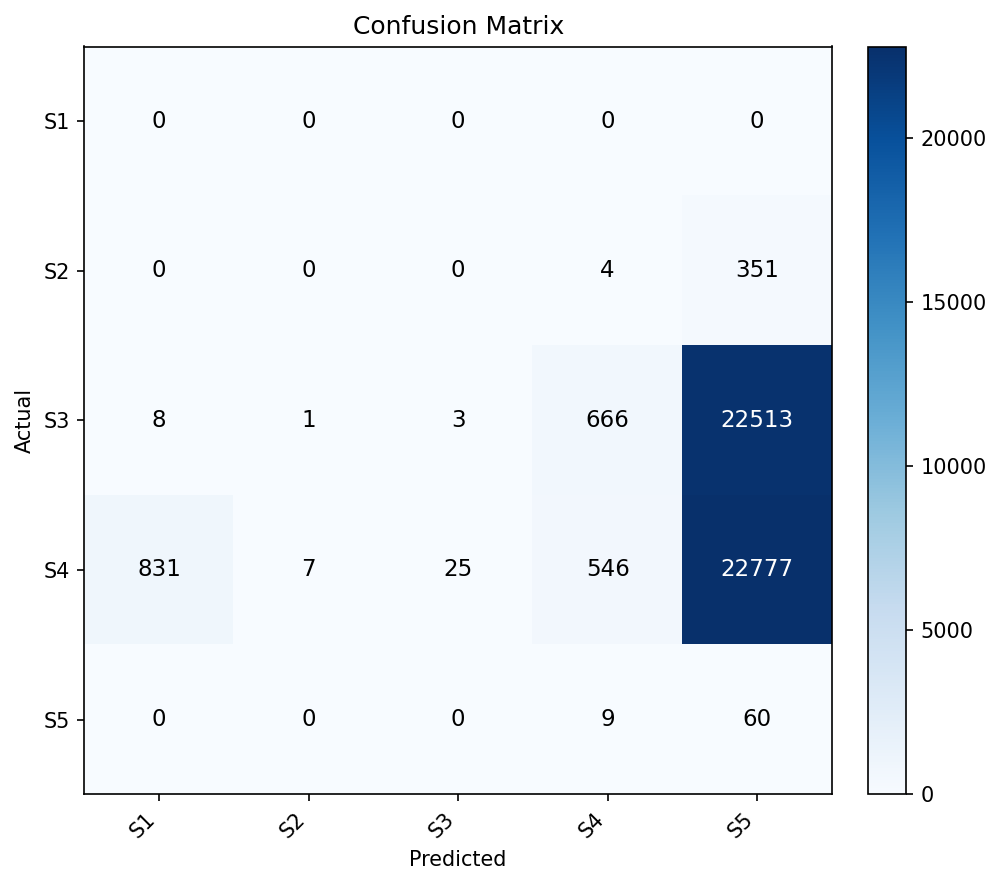 Confusion Matrix
S1 0 0 0 0 0
S2 0 0 0 4 351
S3 8 1 3 666 22513
S4 831 7 25 546 22777
S5 0 0 0 9 60
S1 S2 S3 S4 S5
Predicted
Actual
20000
15000
10000
5000
0